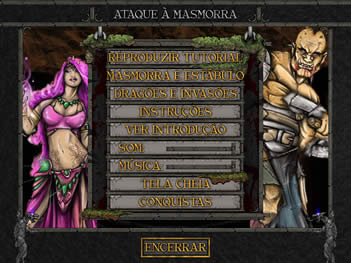 ATAQUE À MASMORRA
REPRODUZIR TUTORIAL
MASMORRA E ESTÁBULO
DRAGÕES E INVASÕES
INSTRUÇÕES
VER INTRODUÇÃO
SOM
MÚSICA
TELA CHEIA
CONQUISTAS
ENCERRAR